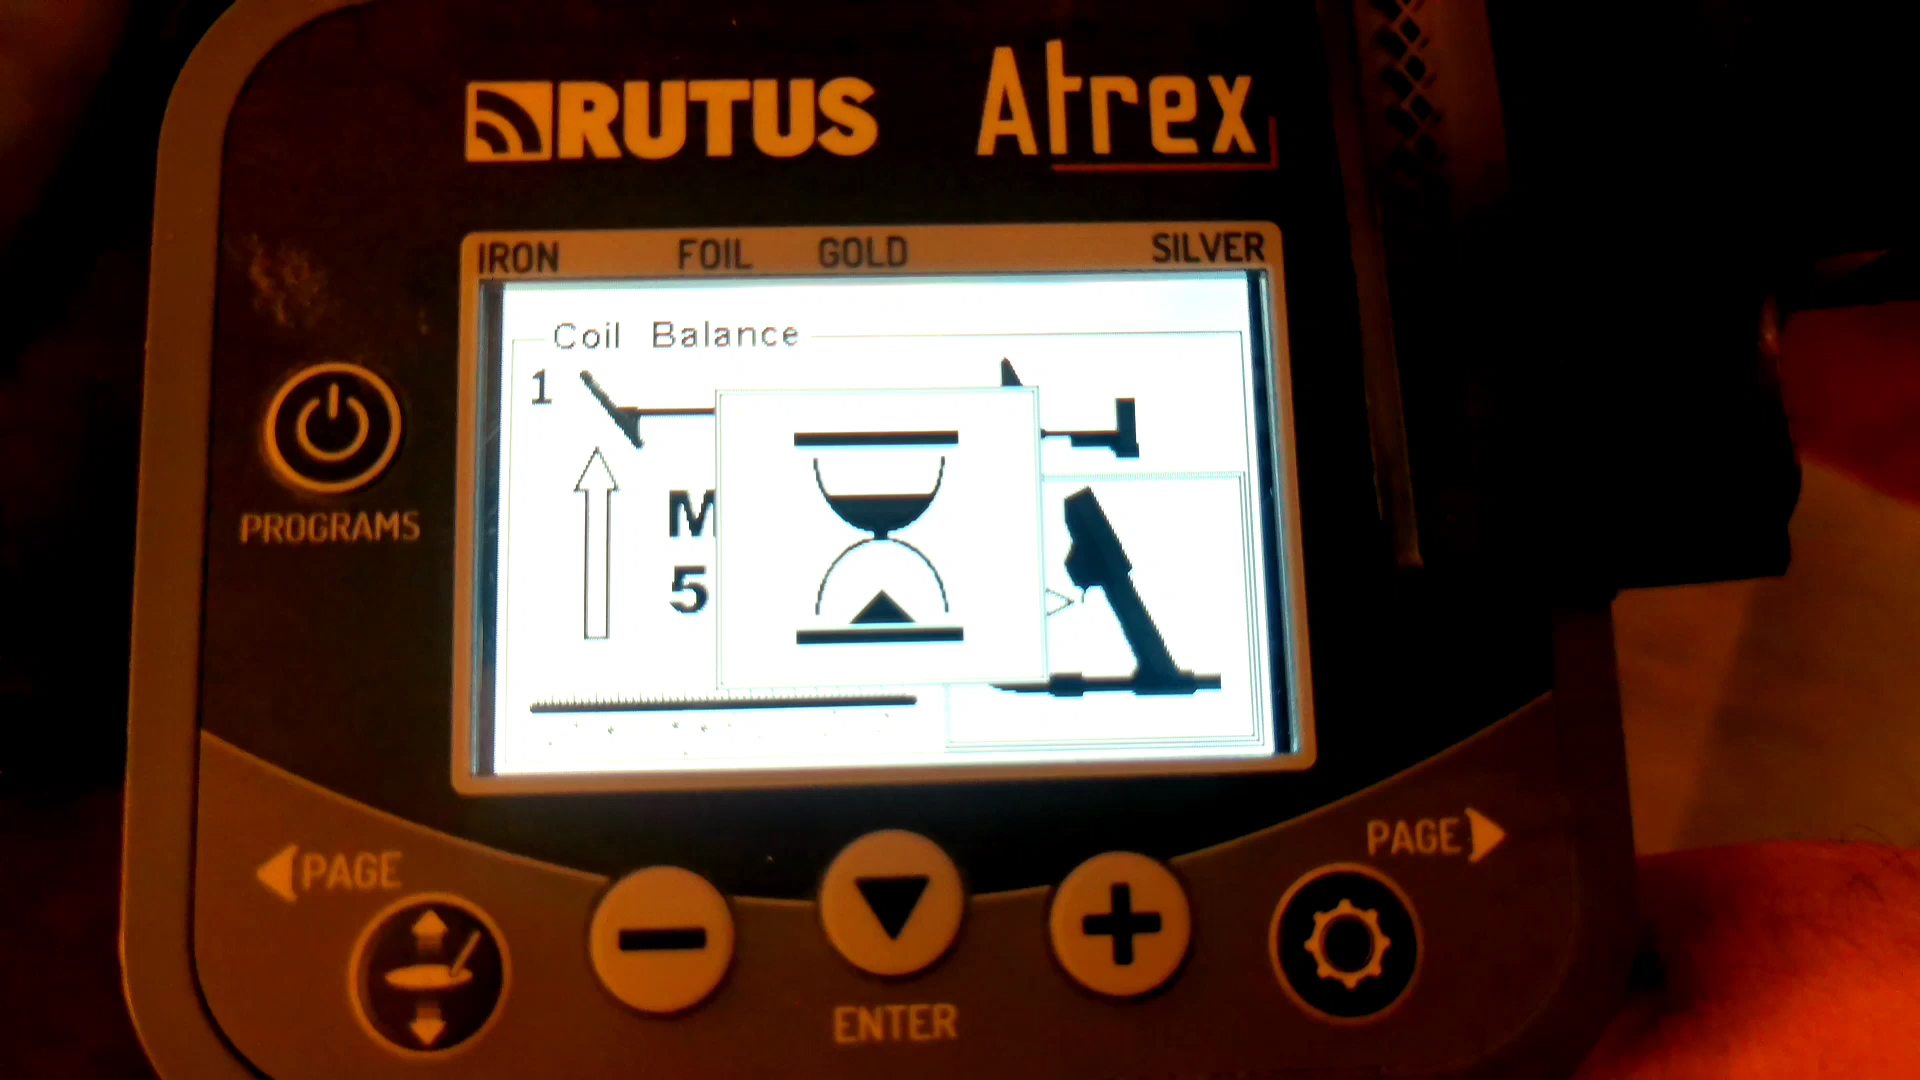 RUTUS Atrex
IRON FOIL GOLD SILVER
Coil Balance
1
M
5
PROGRAMS
PAGE
PAGE
ENTER